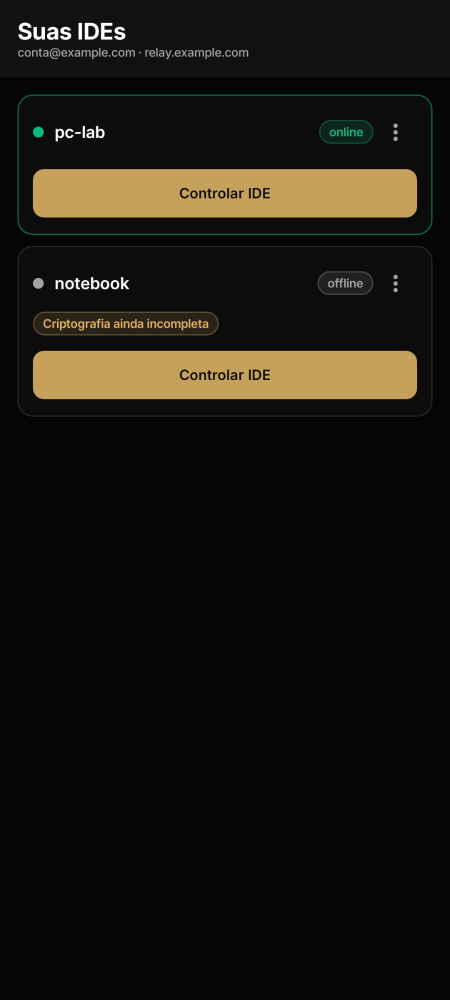 Suas IDEs
conta@example.com · relay.example.com
pc-lab
online
Controlar IDE
notebook
offline
Criptografia ainda incompleta
Controlar IDE